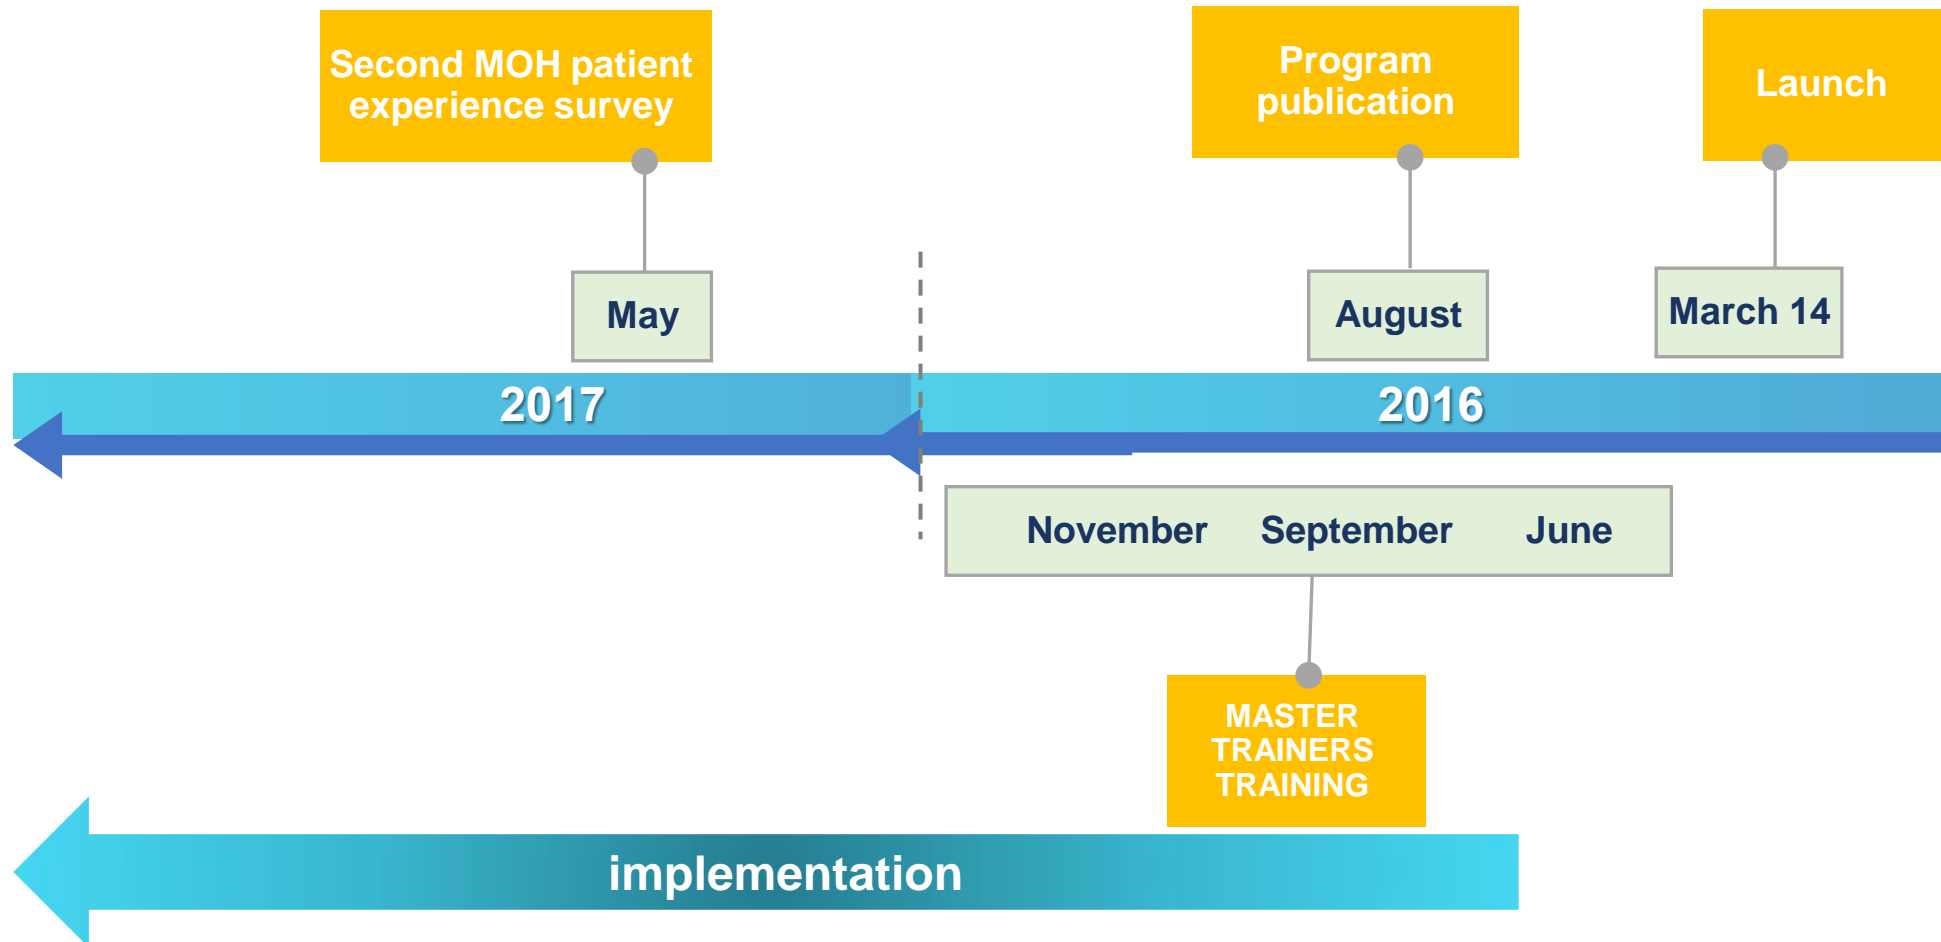 Second MOH patient
experience survey
Program
publication
Launch
May
August
March 14
2017
2016
November September June
MASTER
TRAINERS
TRAINING
implementation